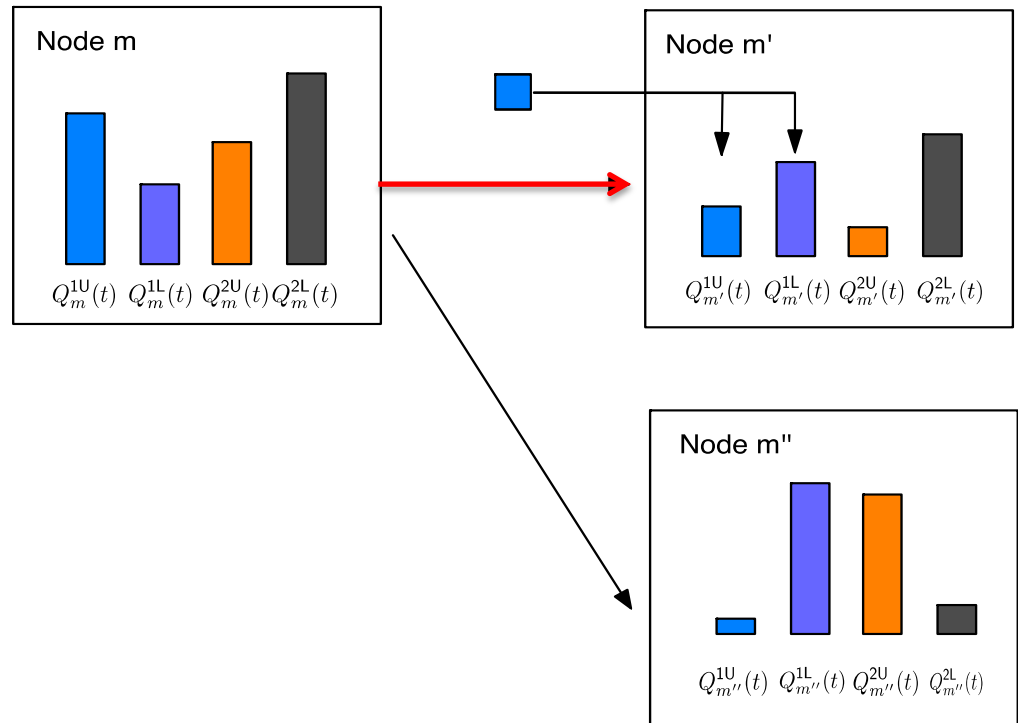 Node m
Q_m^{1U}(t) Q_m^{1L}(t) Q_m^{2U}(t) Q_m^{2L}(t)
Node m'
Q_{m'}^{1U}(t) Q_{m'}^{1L}(t) Q_{m'}^{2U}(t) Q_{m'}^{2L}(t)
Node m"
Q_{m''}^{1U}(t) Q_{m''}^{1L}(t) Q_{m''}^{2U}(t) Q_{m''}^{2L}(t)